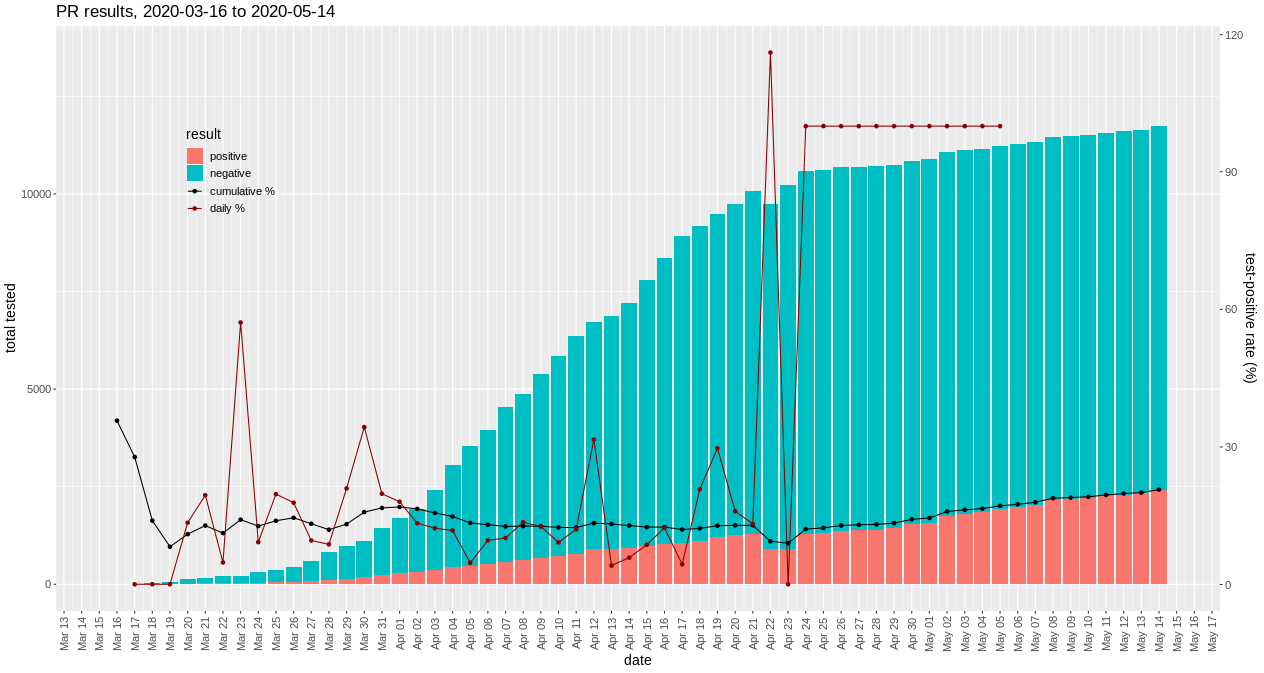 PR results, 2020-03-16 to 2020-05-14
result
positive
negative
cumulative %
daily %
total tested
10000
5000
0
120
90
60
30
0
test-positive rate (%)
Mar 13
Mar 14
Mar 15
Mar 16
Mar 17
Mar 18
Mar 19
Mar 20
Mar 21
Mar 22
Mar 23
Mar 24
Mar 25
Mar 26
Mar 27
Mar 28
Mar 29
Mar 30
Mar 31
Apr 01
Apr 02
Apr 03
Apr 04
Apr 05
Apr 06
Apr 07
Apr 08
Apr 09
Apr 10
Apr 11
Apr 12
Apr 13
Apr 14
Apr 15
Apr 16
Apr 17
Apr 18
Apr 19
Apr 20
Apr 21
Apr 22
Apr 23
Apr 24
Apr 25
Apr 26
Apr 27
Apr 28
Apr 29
Apr 30
May 01
May 02
May 03
May 04
May 05
May 06
May 07
May 08
May 09
May 10
May 11
May 12
May 13
May 14
May 15
May 16
May 17
date